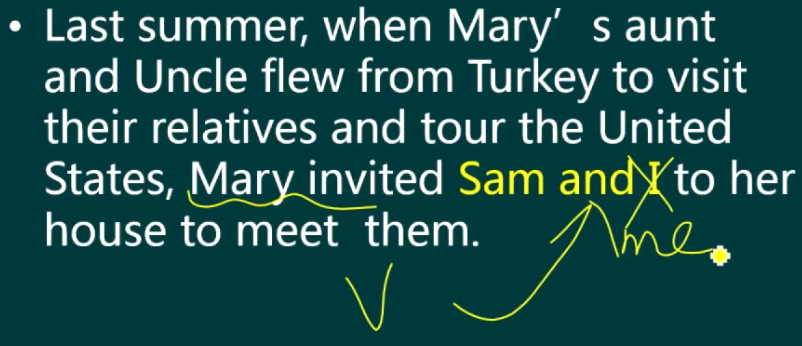 • Last summer, when Mary’ s aunt
and Uncle flew from Turkey to visit
their relatives and tour the United
States, Mary invited Sam and I to her
house to meet them.
me
V